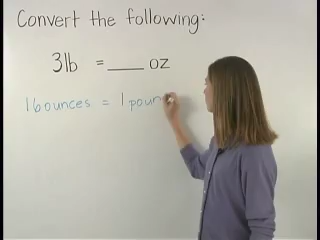 Convert the following:
3lb = ____ oz
16ounces = 1 poun